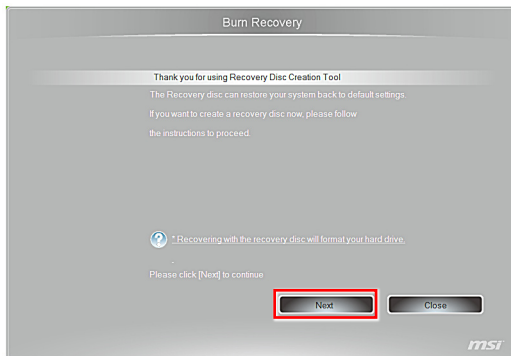 Burn Recovery
Thank you for using Recovery Disc Creation Tool
The Recovery disc can restore your system back to default settings.
If you want to create a recovery disc now, please follow
the instructions to proceed.
* Recovering with the recovery disc will format your hard drive.
Please click [Next] to continue
Next Close
msi